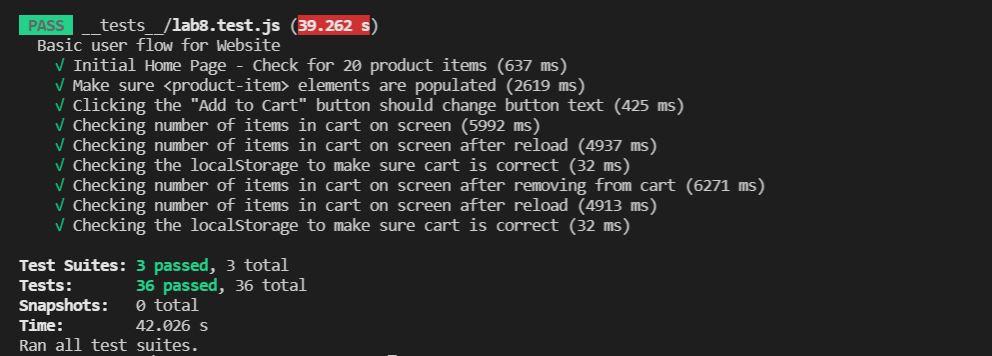 PASS __tests__/lab8.test.js (39.262 s)
Basic user flow for Website
√ Initial Home Page - Check for 20 product items (637 ms)
√ Make sure <product-item> elements are populated (2619 ms)
√ Clicking the "Add to Cart" button should change button text (425 ms)
√ Checking number of items in cart on screen (5992 ms)
√ Checking number of items in cart on screen after reload (4937 ms)
√ Checking the localStorage to make sure cart is correct (32 ms)
√ Checking number of items in cart on screen after removing from cart (6271 ms)
√ Checking number of items in cart on screen after reload (4913 ms)
√ Checking the localStorage to make sure cart is correct (32 ms)
Test Suites: 3 passed, 3 total
Tests: 36 passed, 36 total
Snapshots: 0 total
Time: 42.026 s
Ran all test suites.